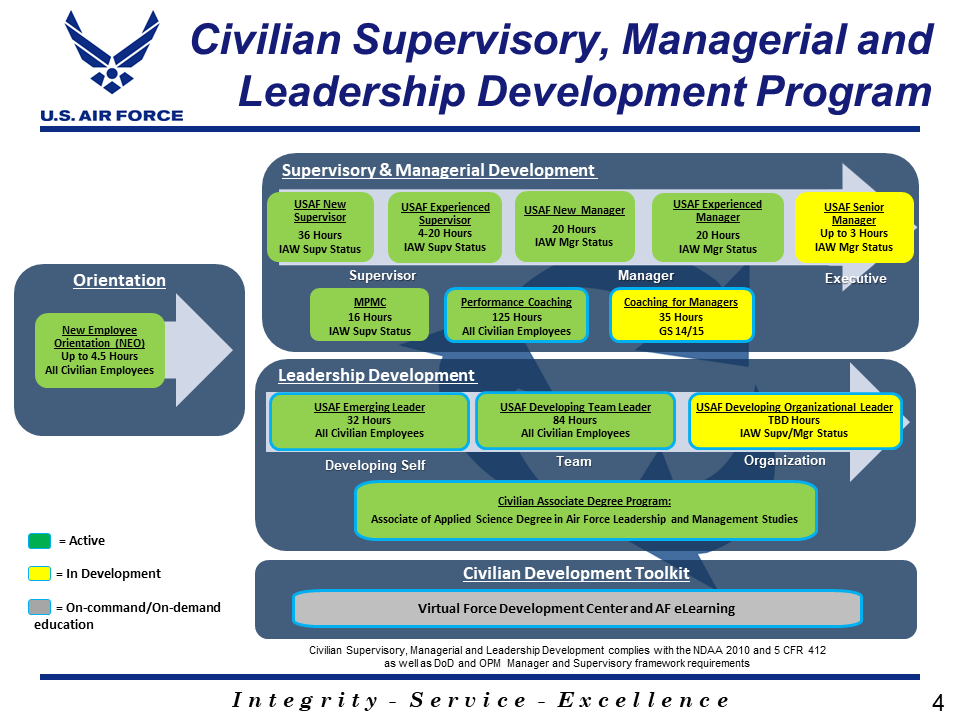 Civilian Supervisory, Managerial and
Leadership Development Program
U.S. AIR FORCE
Supervisory & Managerial Development
USAF New
Supervisor
36 Hours
IAW Supv Status
USAF Experienced
Supervisor
4-20 Hours
IAW Supv Status
USAF New Manager
20 Hours
IAW Mgr Status
USAF Experienced
Manager
20 Hours
IAW Mgr Status
USAF Senior
Manager
Up to 3 Hours
IAW Mgr Status
Supervisor
Manager
Executive
MPMC
16 Hours
IAW Supv Status
Performance Coaching
125 Hours
All Civilian Employees
Coaching for Managers
35 Hours
GS 14/15
Orientation
New Employee
Orientation (NEO)
Up to 4.5 Hours
All Civilian Employees
Leadership Development
USAF Emerging Leader
32 Hours
All Civilian Employees
USAF Developing Team Leader
84 Hours
All Civilian Employees
USAF Developing Organizational Leader
TBD Hours
IAW Supv/Mgr Status
Developing Self
Team
Organization
Civilian Associate Degree Program:
Associate of Applied Science Degree in Air Force Leadership and Management Studies
= Active
= In Development
= On-command/On-demand
education
Civilian Development Toolkit
Virtual Force Development Center and AF eLearning
Civilian Supervisory, Managerial and Leadership Development complies with the NDAA 2010 and 5 CFR 412
as well as DoD and OPM Manager and Supervisory framework requirements
Integrity - Service - Excellence
4